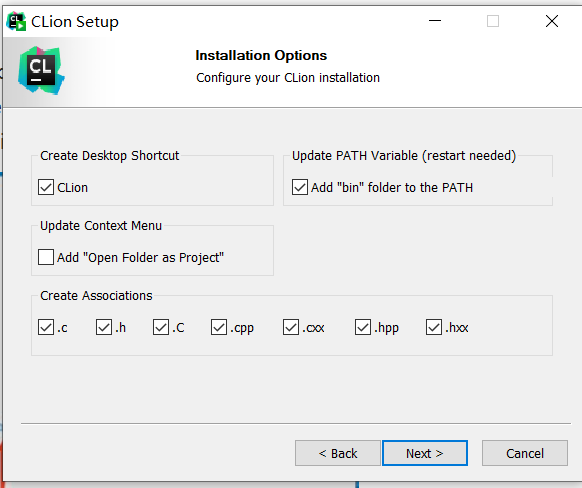 CLion Setup
CL
Installation Options
Configure your CLion installation
Create Desktop Shortcut
CLion
Update PATH Variable (restart needed)
Add "bin" folder to the PATH
Update Context Menu
Add "Open Folder as Project"
Create Associations
.c .h .C .cpp .cxx .hpp .hxx
< Back Next > Cancel